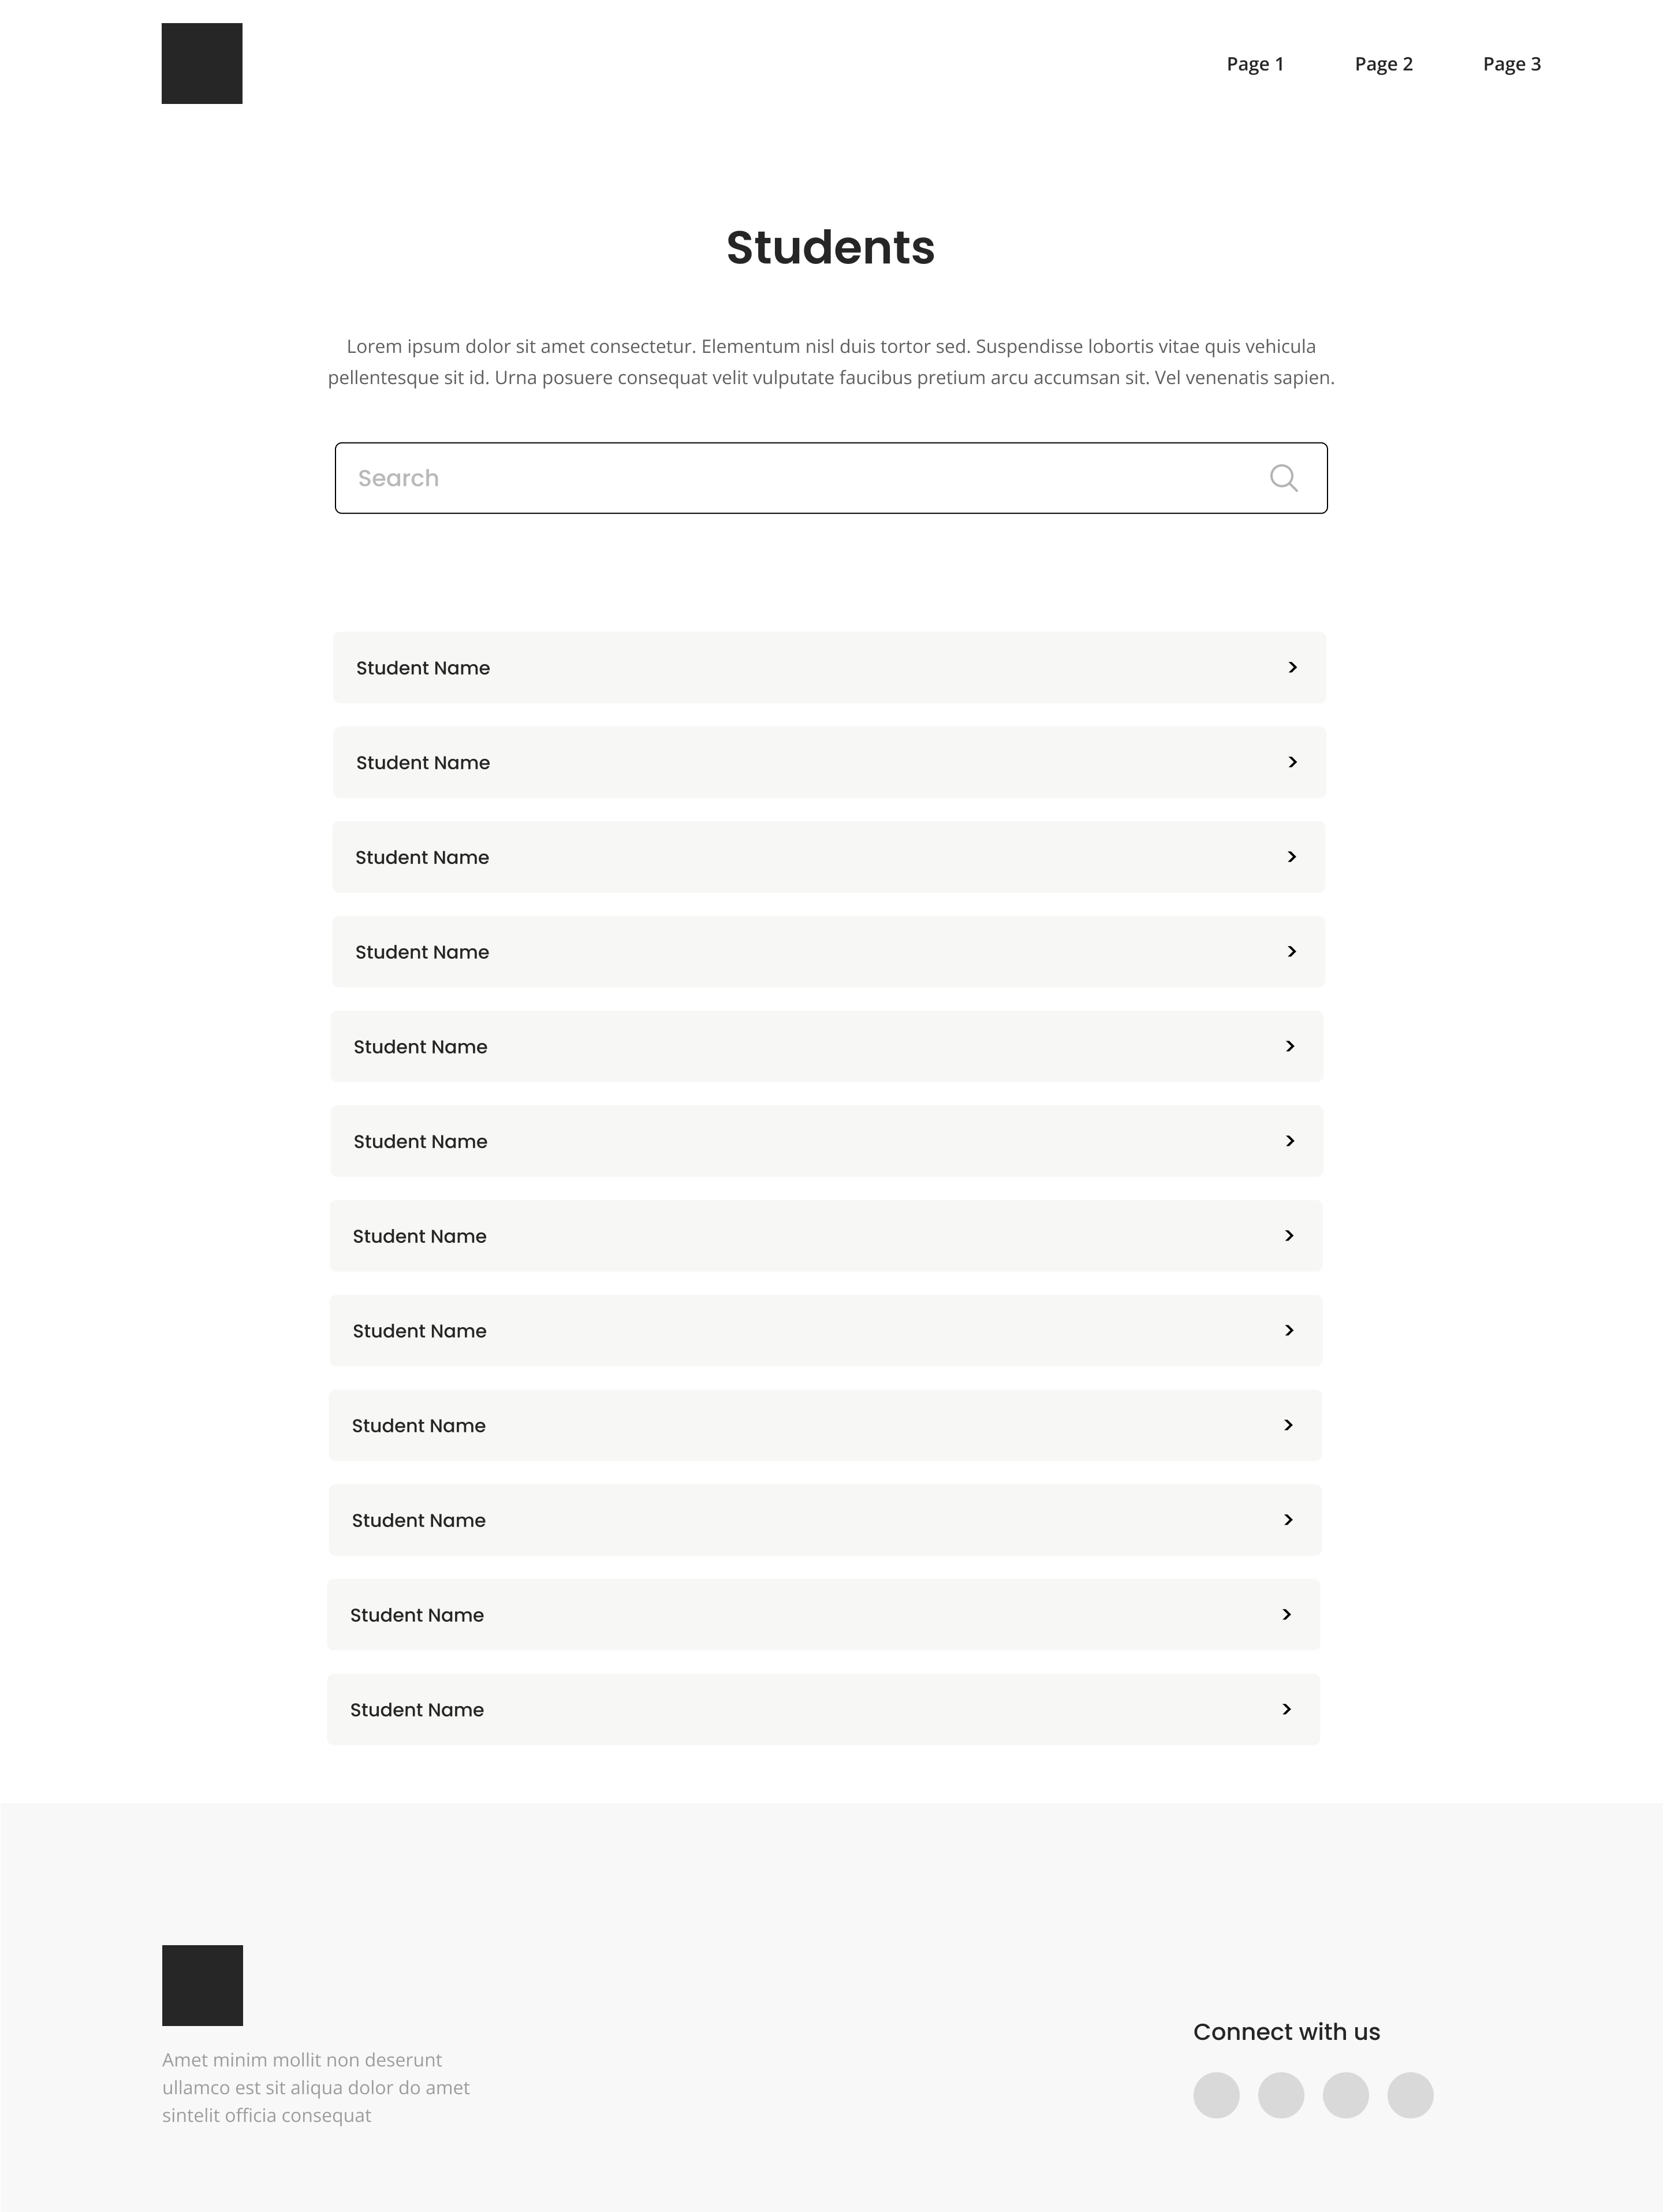 Page 1 Page 2 Page 3
Students
Lorem ipsum dolor sit amet consectetur. Elementum nisl duis tortor sed. Suspendisse lobortis vitae quis vehicula
pellentesque sit id. Urna posuere consequat velit vulputate faucibus pretium arcu accumsan sit. Vel venenatis sapien.
Search
Student Name
Student Name
Student Name
Student Name
Student Name
Student Name
Student Name
Student Name
Student Name
Student Name
Student Name
Student Name
Amet minim mollit non deserunt
ullamco est sit aliqua dolor do amet
sintelit officia consequat
Connect with us